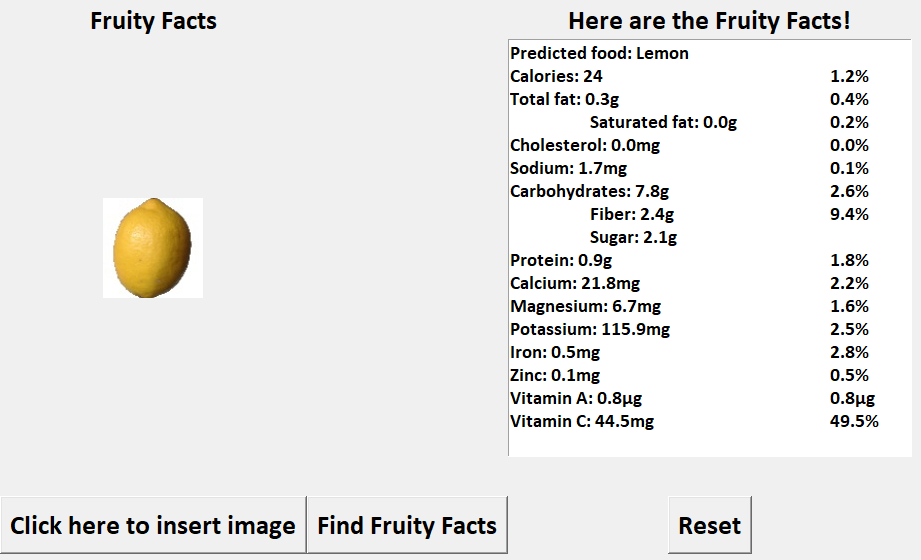 Fruity Facts
Here are the Fruity Facts!
Predicted food: Lemon
Calories: 24 1.2%
Total fat: 0.3g 0.4%
Saturated fat: 0.0g 0.2%
Cholesterol: 0.0mg 0.0%
Sodium: 1.7mg 0.1%
Carbohydrates: 7.8g 2.6%
Fiber: 2.4g 9.4%
Sugar: 2.1g
Protein: 0.9g 1.8%
Calcium: 21.8mg 2.2%
Magnesium: 6.7mg 1.6%
Potassium: 115.9mg 2.5%
Iron: 0.5mg 2.8%
Zinc: 0.1mg 0.5%
Vitamin A: 0.8µg 0.8µg
Vitamin C: 44.5mg 49.5%
Click here to insert image
Find Fruity Facts
Reset